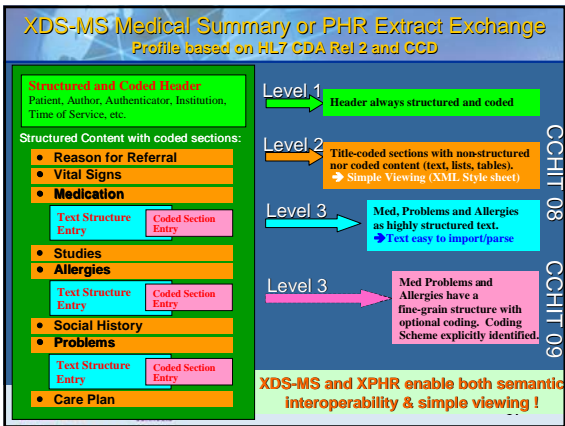 XDS-MS Medical Summary or PHR Extract Exchange
Profile based on HL7 CDA Rel 2 and CCD
Structured and Coded Header
Patient, Author, Authenticator, Institution,
Time of Service, etc.
Structured Content with coded sections:
• Reason for Referral
• Vital Signs
• Medication
Text Structure
Entry
Coded Section
Entry
• Studies
• Allergies
Text Structure
Entry
Coded Section
Entry
• Social History
• Problems
Text Structure
Entry
Coded Section
Entry
• Care Plan
Level 1
Header always structured and coded
Level 2
Title-coded sections with non-structured
nor coded content (text, lists, tables).
➔ Simple Viewing (XML Style sheet)
Level 3
Med, Problems and Allergies
as highly structured text.
➔Text easy to import/parse
Level 3
Med Problems and
Allergies have a
fine-grain structure with
optional coding. Coding
Scheme explicitly identified.
CCHIT 08
CCHIT 09
XDS-MS and XPHR enable both semantic
interoperability & simple viewing !